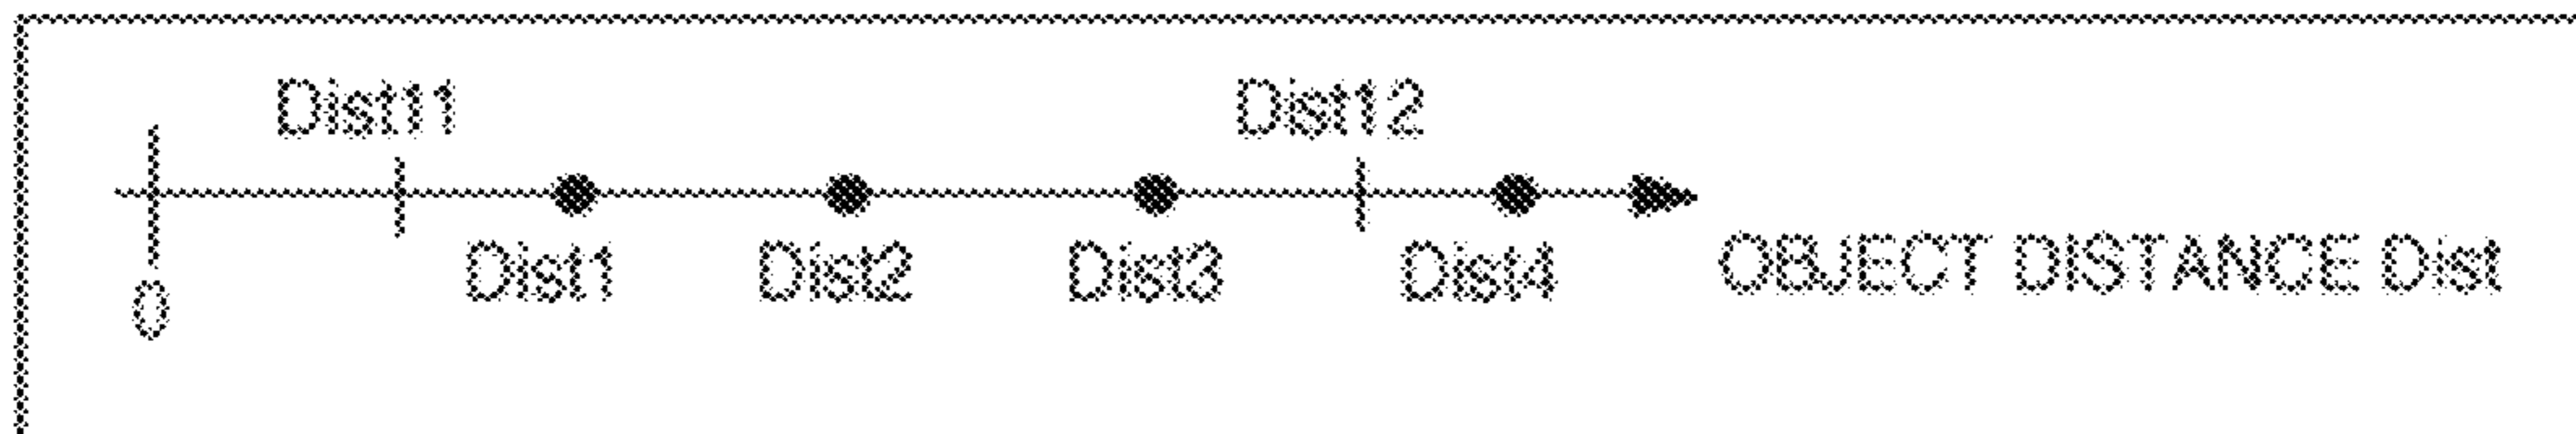 Dist11 Dist12
Dist1 Dist2 Dist3 Dist4 OBJECT DISTANCE Dist
0